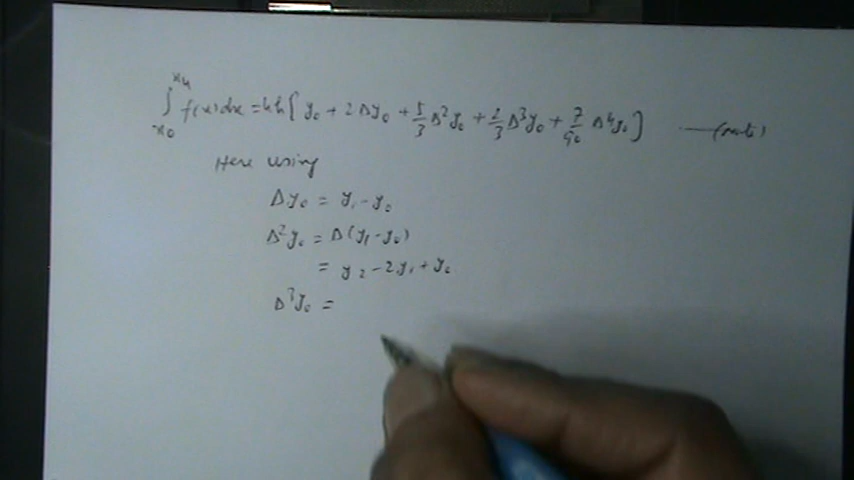 x₄
∫ f(x)dx = 4h[ y₀ + 2Δy₀ + 5/3 Δ²y₀ + 2/3 Δ³y₀ + 7/90 Δ⁴y₀ ]
x₀
Here using
Δy₀ = y₁ - y₀
Δ²y₀ = Δ(y₁ - y₀)
= y₂ - 2y₁ + y₀
Δ³y₀ =